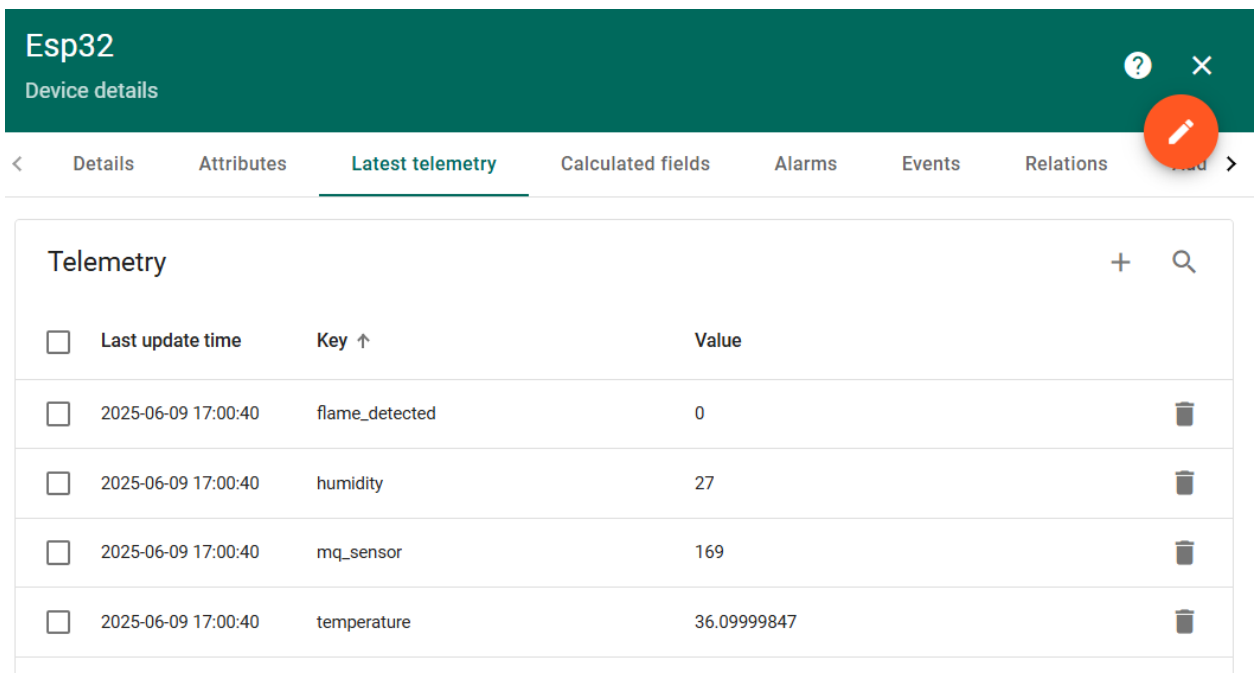 Esp32
Device details
Details Attributes Latest telemetry Calculated fields Alarms Events Relations
Telemetry
Last update time Key Value
2025-06-09 17:00:40 flame_detected 0
2025-06-09 17:00:40 humidity 27
2025-06-09 17:00:40 mq_sensor 169
2025-06-09 17:00:40 temperature 36.09999847